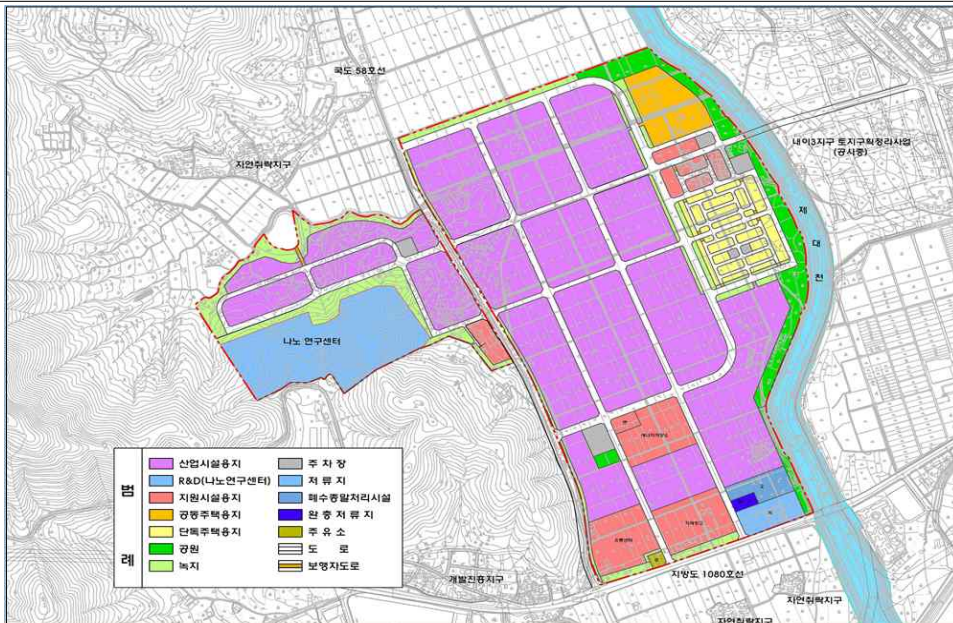 국도 58호선
자연취락지구
내이3지구 토지구획정리사업
(공사중)
제
대
천
나노 연구센터
범
례
산업시설용지
주 차 장
R&D(나노연구센터)
저 류 지
지원시설용지
폐수종말처리시설
공동주택용지
완 충 저 류 지
단독주택용지
주 유 소
공원
도 로
녹지
보행자도로
개발진흥지구
지방도 1080호선
자연취락지구
자연취락지구